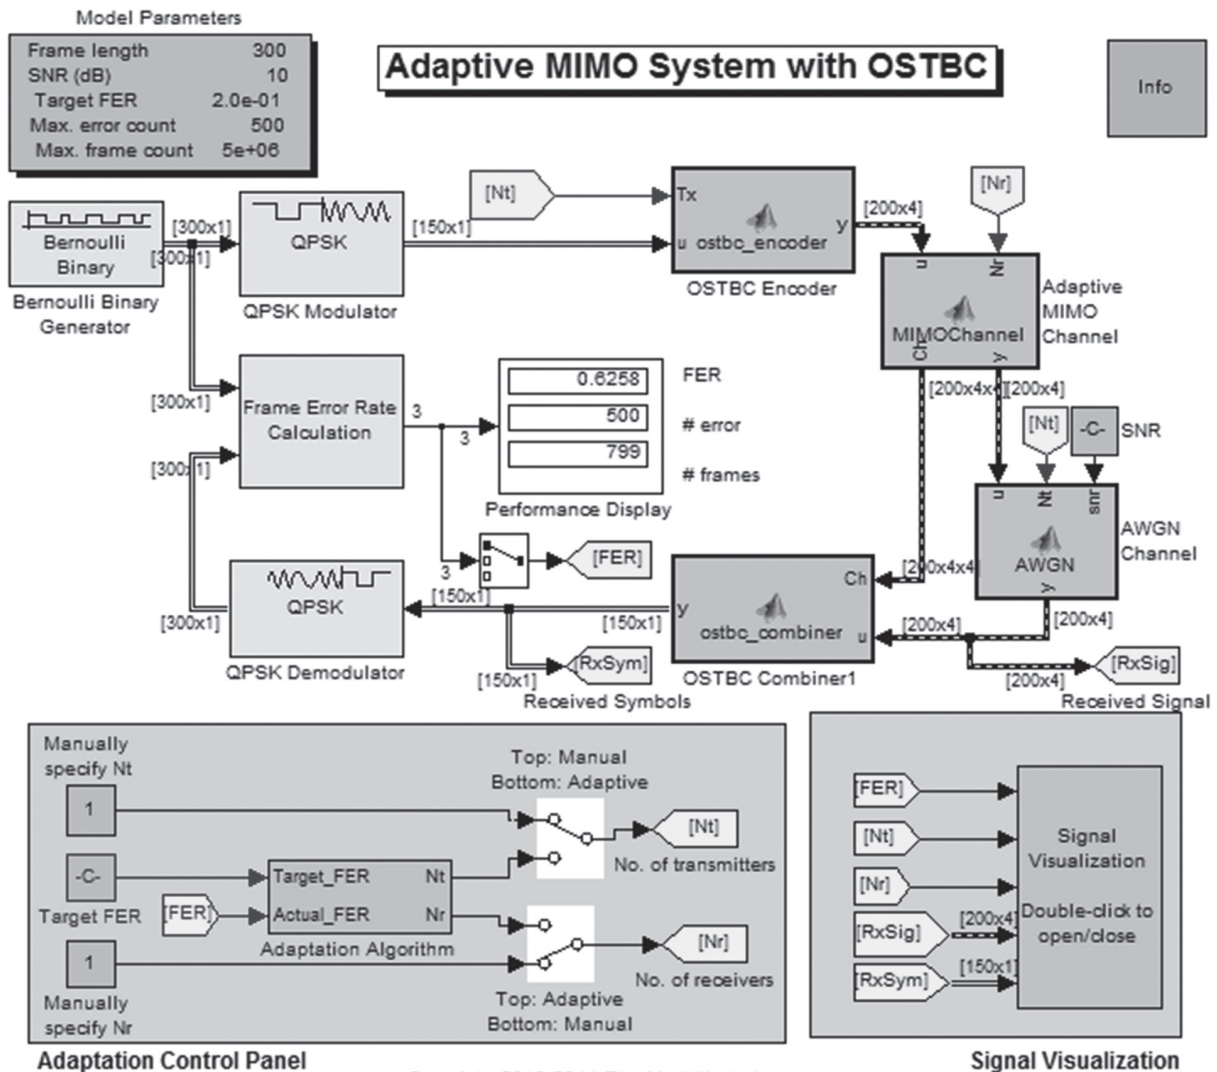 Model Parameters
Frame length 300
SNR (dB) 10
Target FER 2.0e-01
Max. error count 500
Max. frame count 5e+06
Adaptive MIMO System with OSTBC
Info
Bernoulli
Binary
Bernoulli Binary
Generator
[300x1]
[300x1]
QPSK
QPSK Modulator
[150x1]
[Nt]
Tx
u
ostbc_encoder
y
OSTBC Encoder
[200x4]
[Nr]
u
Nr
MIMOChannel
Ch
y
Adaptive
MIMO
Channel
[300x1]
[300x1]
Frame Error Rate
Calculation
3
3
3
0.6258
500
799
FER
# error
# frames
Performance Display
[200x4x4]
[200x4]
[Nt]
-C-
SNR
u
Nt
snr
AWGN
y
AWGN
Channel
[FER]
[300x1]
QPSK
QPSK Demodulator
[150x1]
[150x1]
[150x1]
[RxSym]
Received Symbols
y
Ch
ostbc_combiner
u
OSTBC Combiner1
[200x4x4]
[200x4]
[200x4]
[200x4]
[RxSig]
Received Signal
Manually
specify Nt
1
-C-
Target FER
[FER]
1
Manually
specify Nr
Target_FER
Nt
Actual_FER
Nr
Adaptation Algorithm
Top: Manual
Bottom: Adaptive
[Nt]
No. of transmitters
[Nr]
No. of receivers
Top: Adaptive
Bottom: Manual
Adaptation Control Panel
[FER]
[Nt]
[Nr]
[RxSig]
[200x4]
[RxSym]
[150x1]
Signal
Visualization
Double-click to
open/close
Signal Visualization